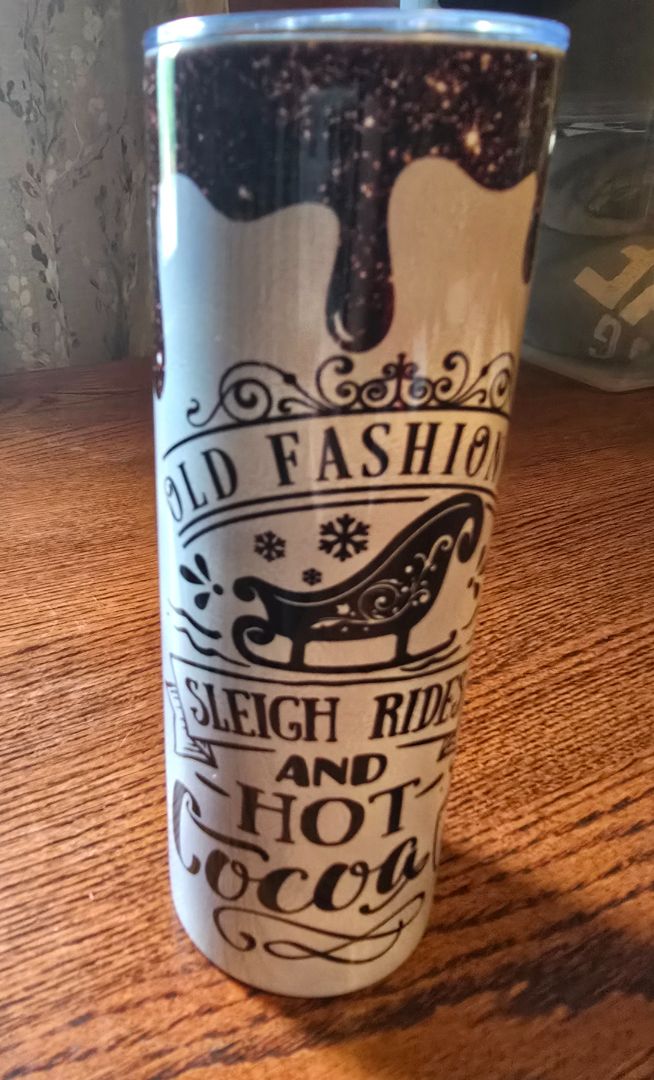 OLD FASHION
SLEIGH RIDES
AND
HOT
Cocoa